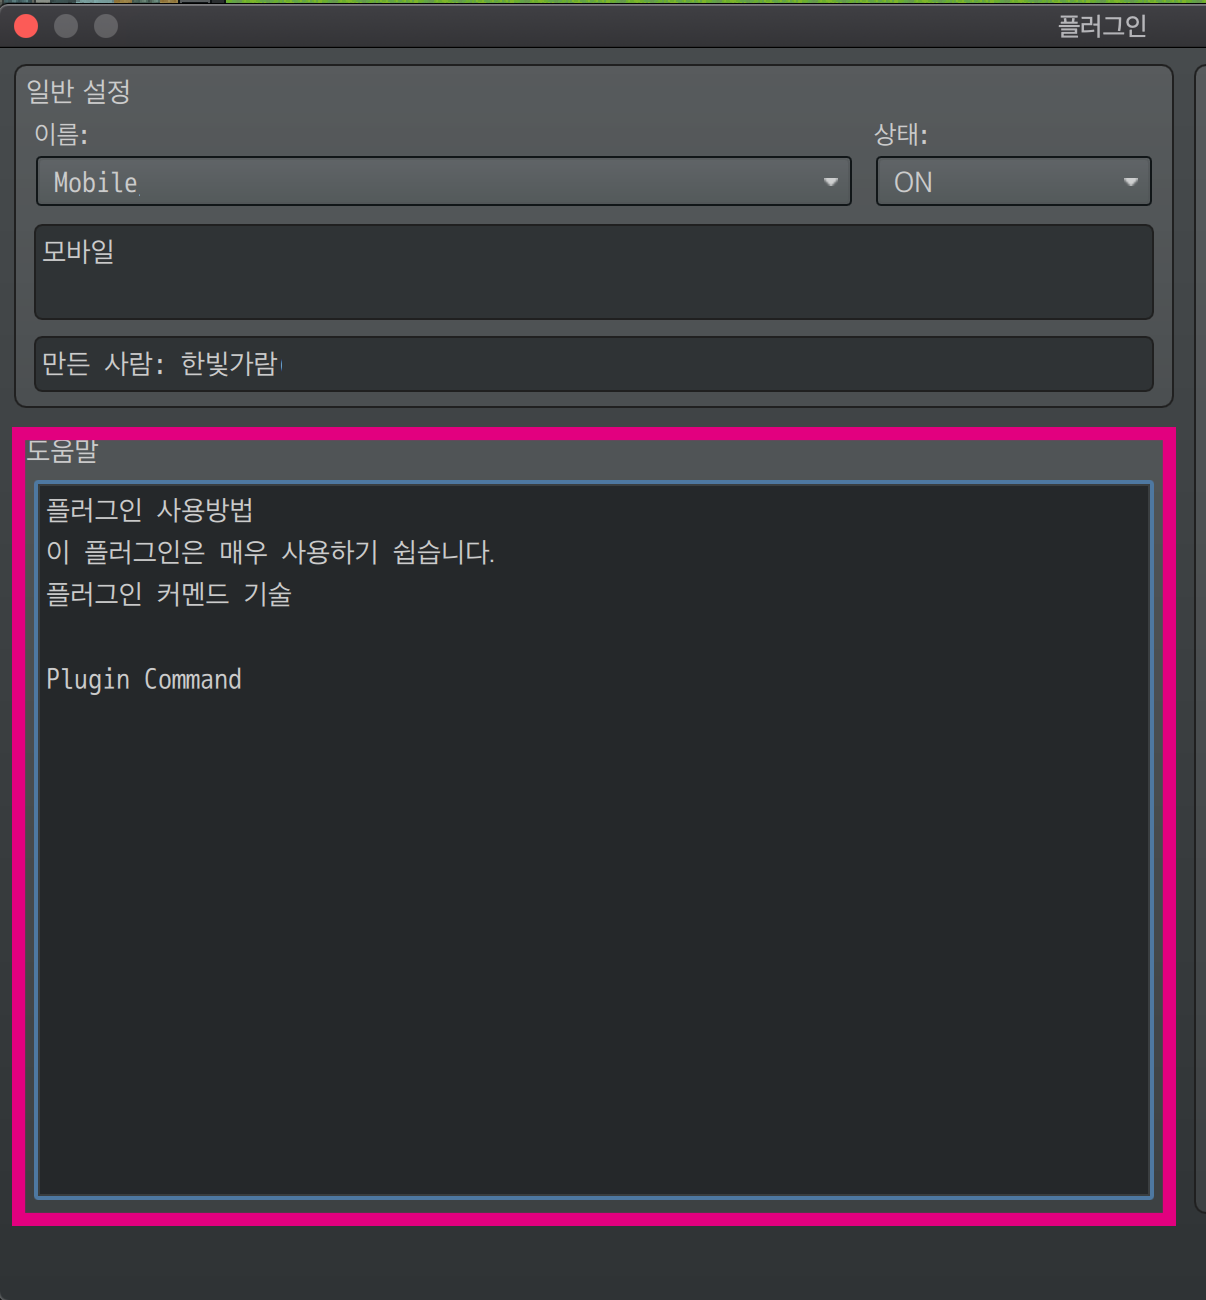 플러그인
일반 설정
이름:
상태:
Mobile
ON
모바일
만든 사람: 한빛가람
도움말
플러그인 사용방법
이 플러그인은 매우 사용하기 쉽습니다.
플러그인 커멘드 기술
Plugin Command